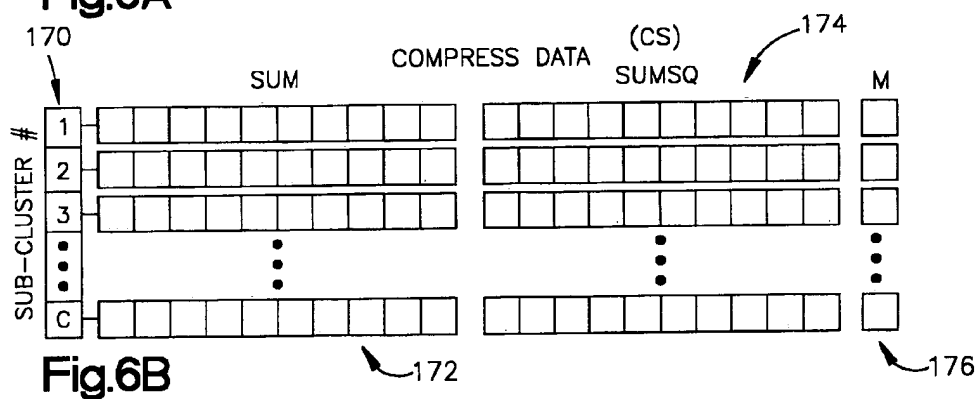 Fig.6A
170
COMPRESS DATA
(CS)
174
SUM
SUMSQ
M
SUB-CLUSTER #
1
2
3
C
172
176
Fig.6B